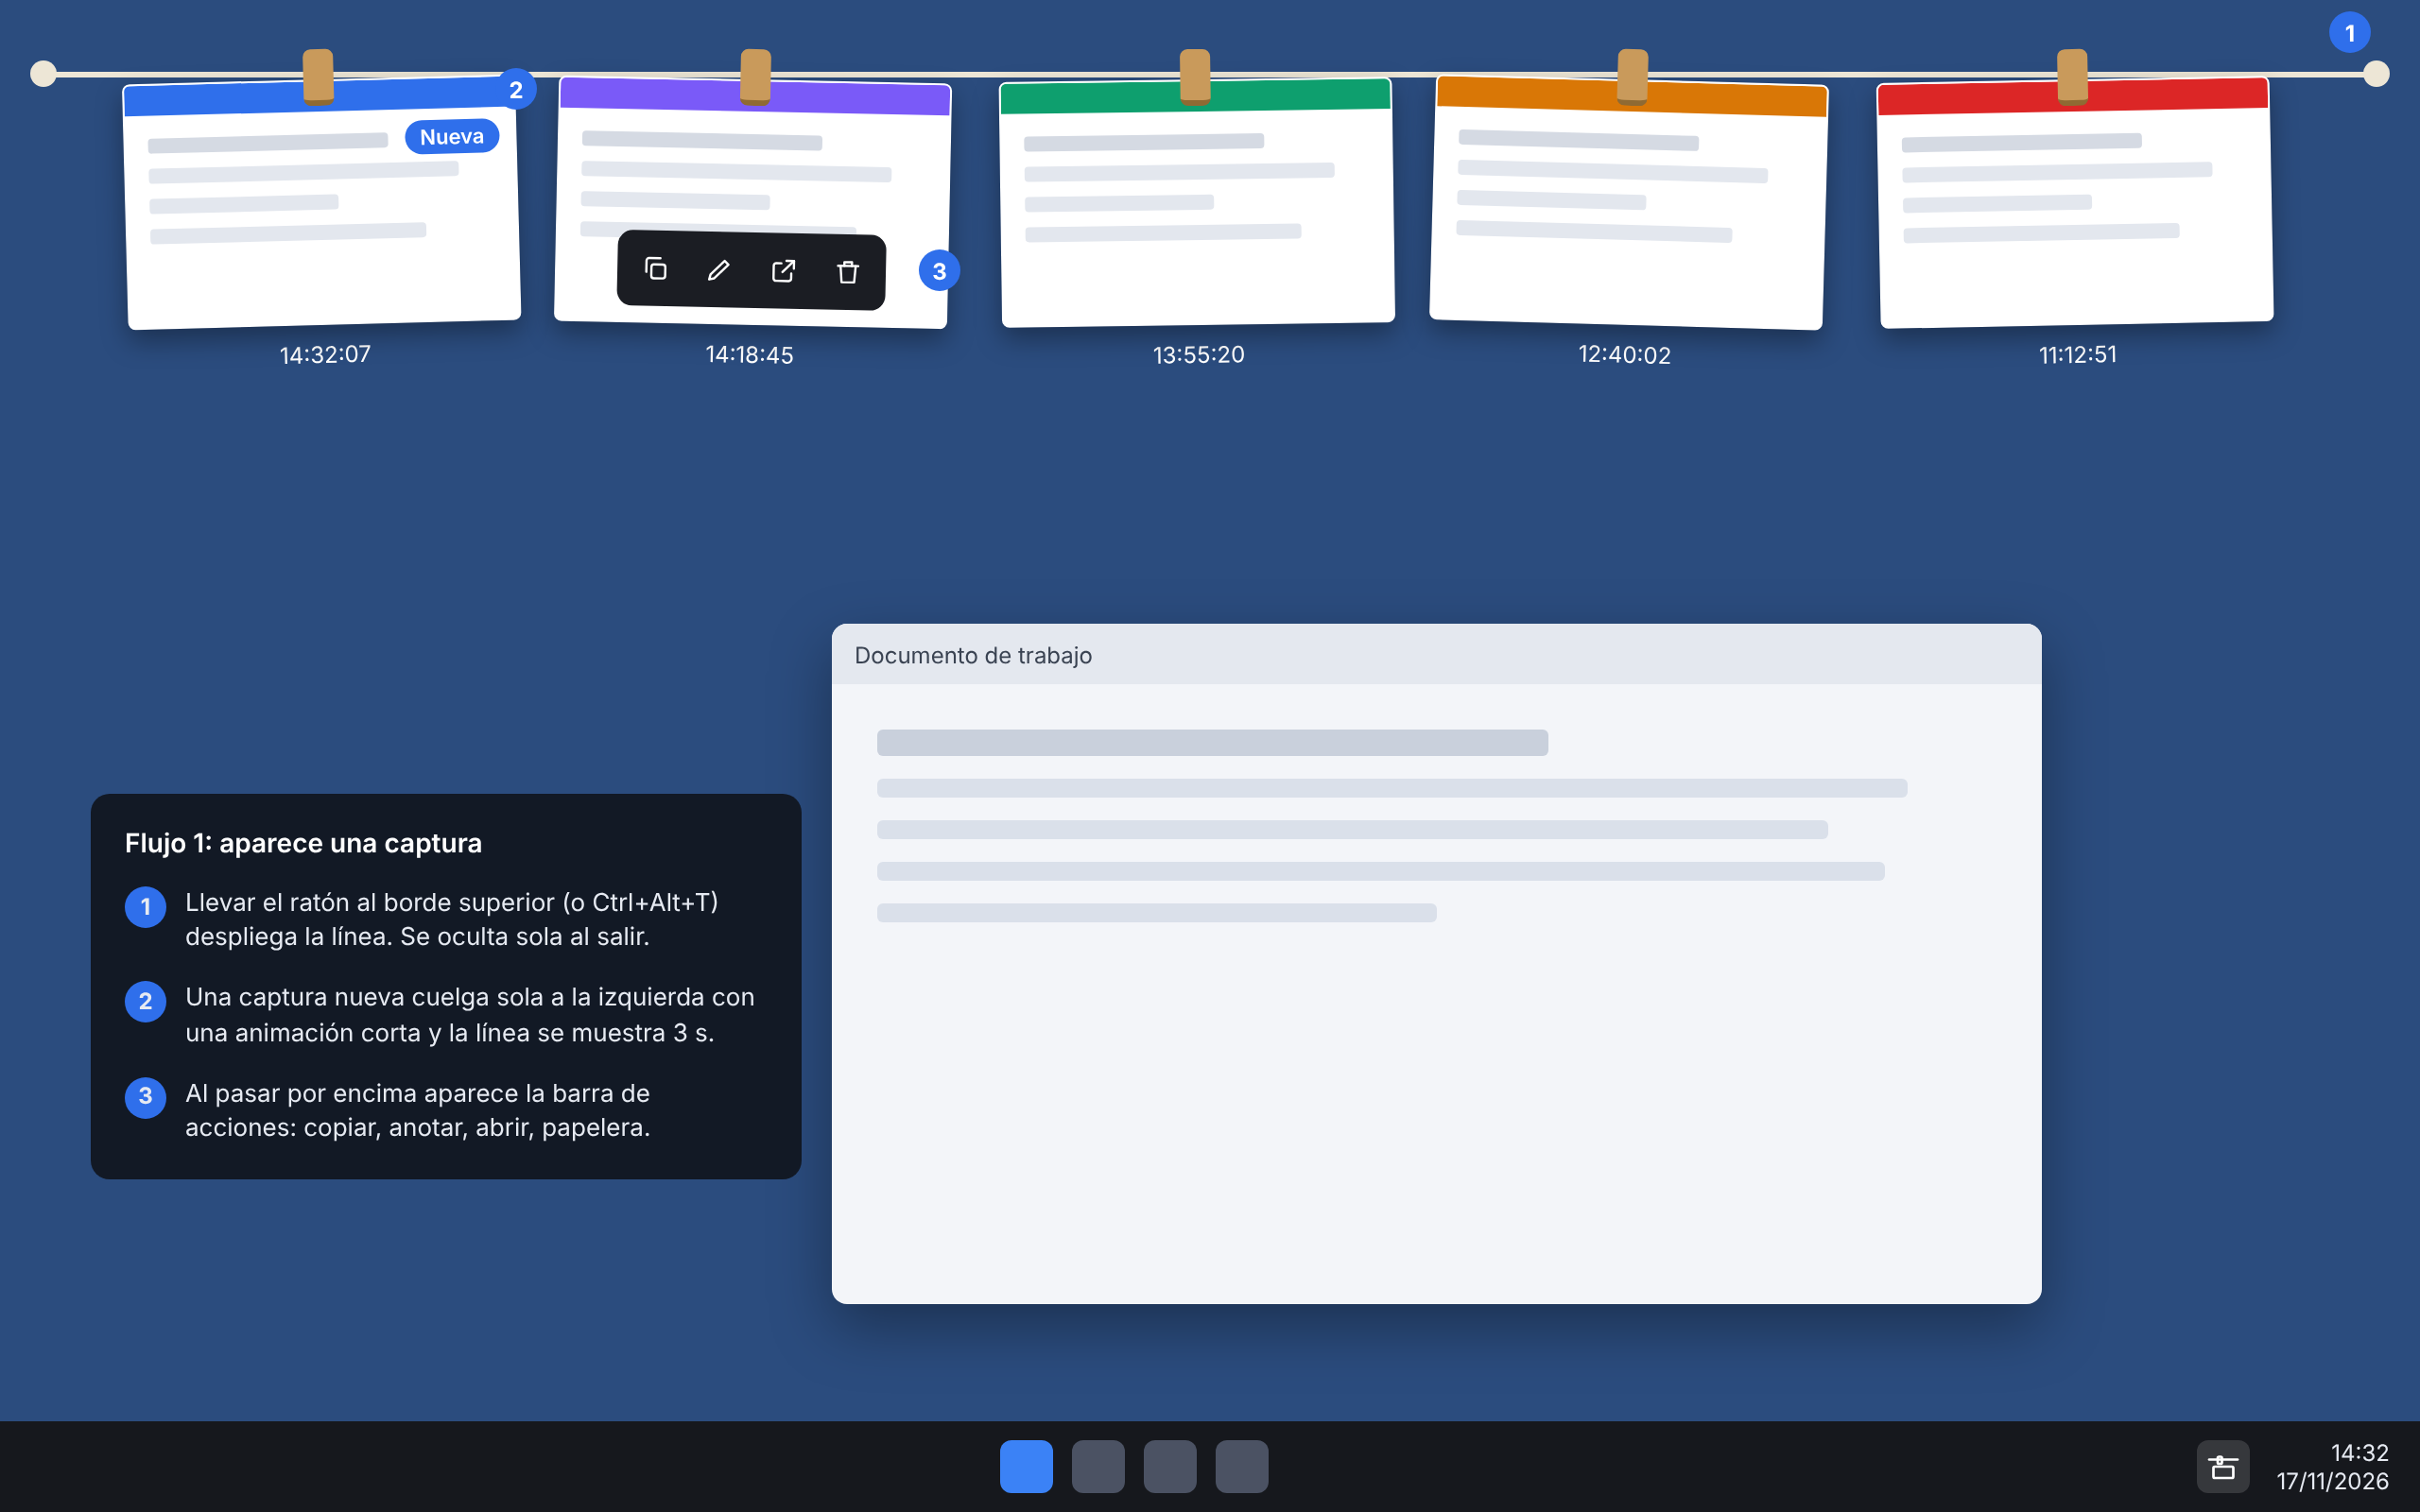 1
2
Nueva
3
14:32:07
14:18:45
13:55:20
12:40:02
11:12:51
Documento de trabajo
Flujo 1: aparece una captura
1
Llevar el ratón al borde superior (o Ctrl+Alt+T)
despliega la línea. Se oculta sola al salir.
2
Una captura nueva cuelga sola a la izquierda con
una animación corta y la línea se muestra 3 s.
3
Al pasar por encima aparece la barra de
acciones: copiar, anotar, abrir, papelera.
14:32
17/11/2026